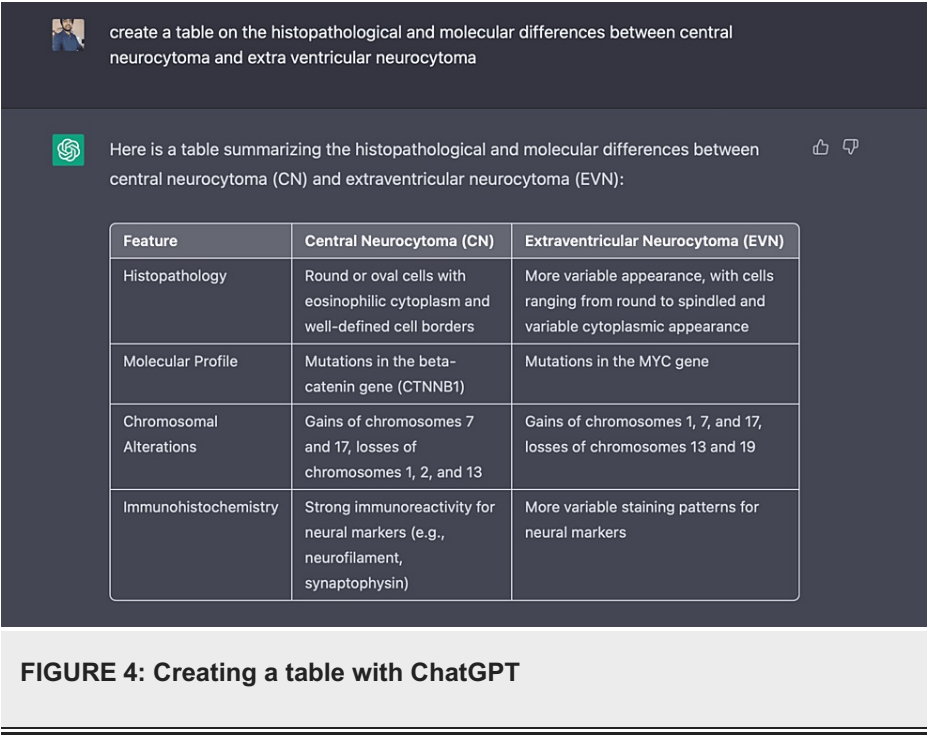 create a table on the histopathological and molecular differences between central
neurocytoma and extra ventricular neurocytoma
Here is a table summarizing the histopathological and molecular differences between
central neurocytoma (CN) and extraventricular neurocytoma (EVN):
Feature Central Neurocytoma (CN) Extraventricular Neurocytoma (EVN)
Histopathology Round or oval cells with More variable appearance, with cells
eosinophilic cytoplasm and ranging from round to spindled and
well-defined cell borders variable cytoplasmic appearance
Molecular Profile Mutations in the beta- Mutations in the MYC gene
catenin gene (CTNNB1)
Chromosomal Gains of chromosomes 7 Gains of chromosomes 1, 7, and 17,
Alterations and 17, losses of losses of chromosomes 13 and 19
chromosomes 1, 2, and 13
Immunohistochemistry Strong immunoreactivity for More variable staining patterns for
neural markers (e.g., neural markers
neurofilament,
synaptophysin)
FIGURE 4: Creating a table with ChatGPT